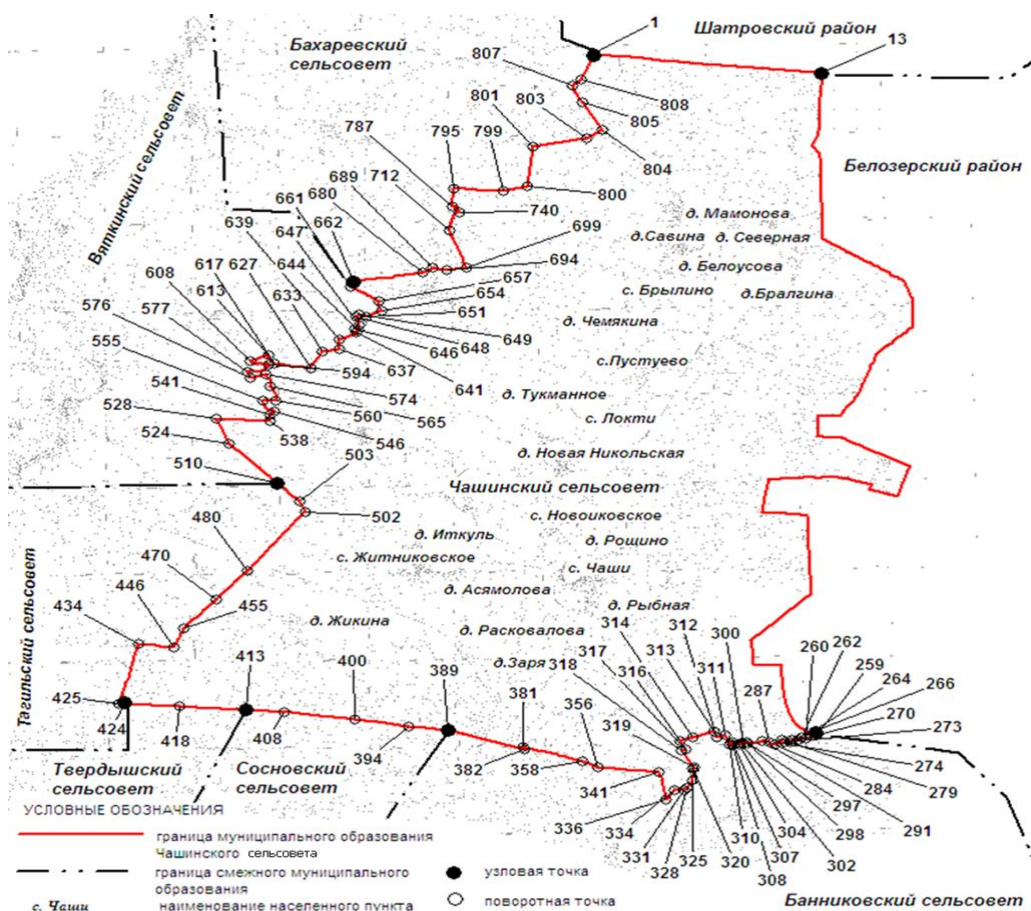 1
Шатровский район
Бахаревский
сельсовет
807
13
808
801
803
805
787
795
799
804
Белозерский район
689
712
800
680
740
д. Мамонова
661
662
699
д.Савина
д. Северная
639
647
694
д. Белоусова
Вяткинский сельсовет
608
617
627
644
657
с. Брылино
д.Бралгина
613
633
654
576
651
д. Чемякина
577
649
648
646
555
594
637
с.Пустуево
541
574
641
528
560
д. Тукманное
565
с. Локти
524
538
546
510
503
д. Новая Никольская
Чашинский сельсовет
502
с. Новоиковское
480
д. Иткуль
д. Рощино
с. Житниковское
470
с. Чаши
446
д. Асямолова
434
455
д. Рыбная
д. Жикина
314
312
300
260
262
д. Расковалова
313
311
259
Тагильский сельсовет
413
400
389
д.Заря
317
287
264
318
316
266
425
381
356
319
270
424
273
418
408
394
382
358
274
Твердышский
сельсовет
Сосновский
сельсовет
341
284
279
297
336
304
291
334
310
298
331
325
320
307
302
328
308
УСЛОВНЫЕ ОБОЗНАЧЕНИЯ
граница муниципального образования
Чашинского сельсовета
граница смежного муниципального
образования
узловая точка
с. Чаши
наименование населенного пункта
поворотная точка
Банниковский сельсовет